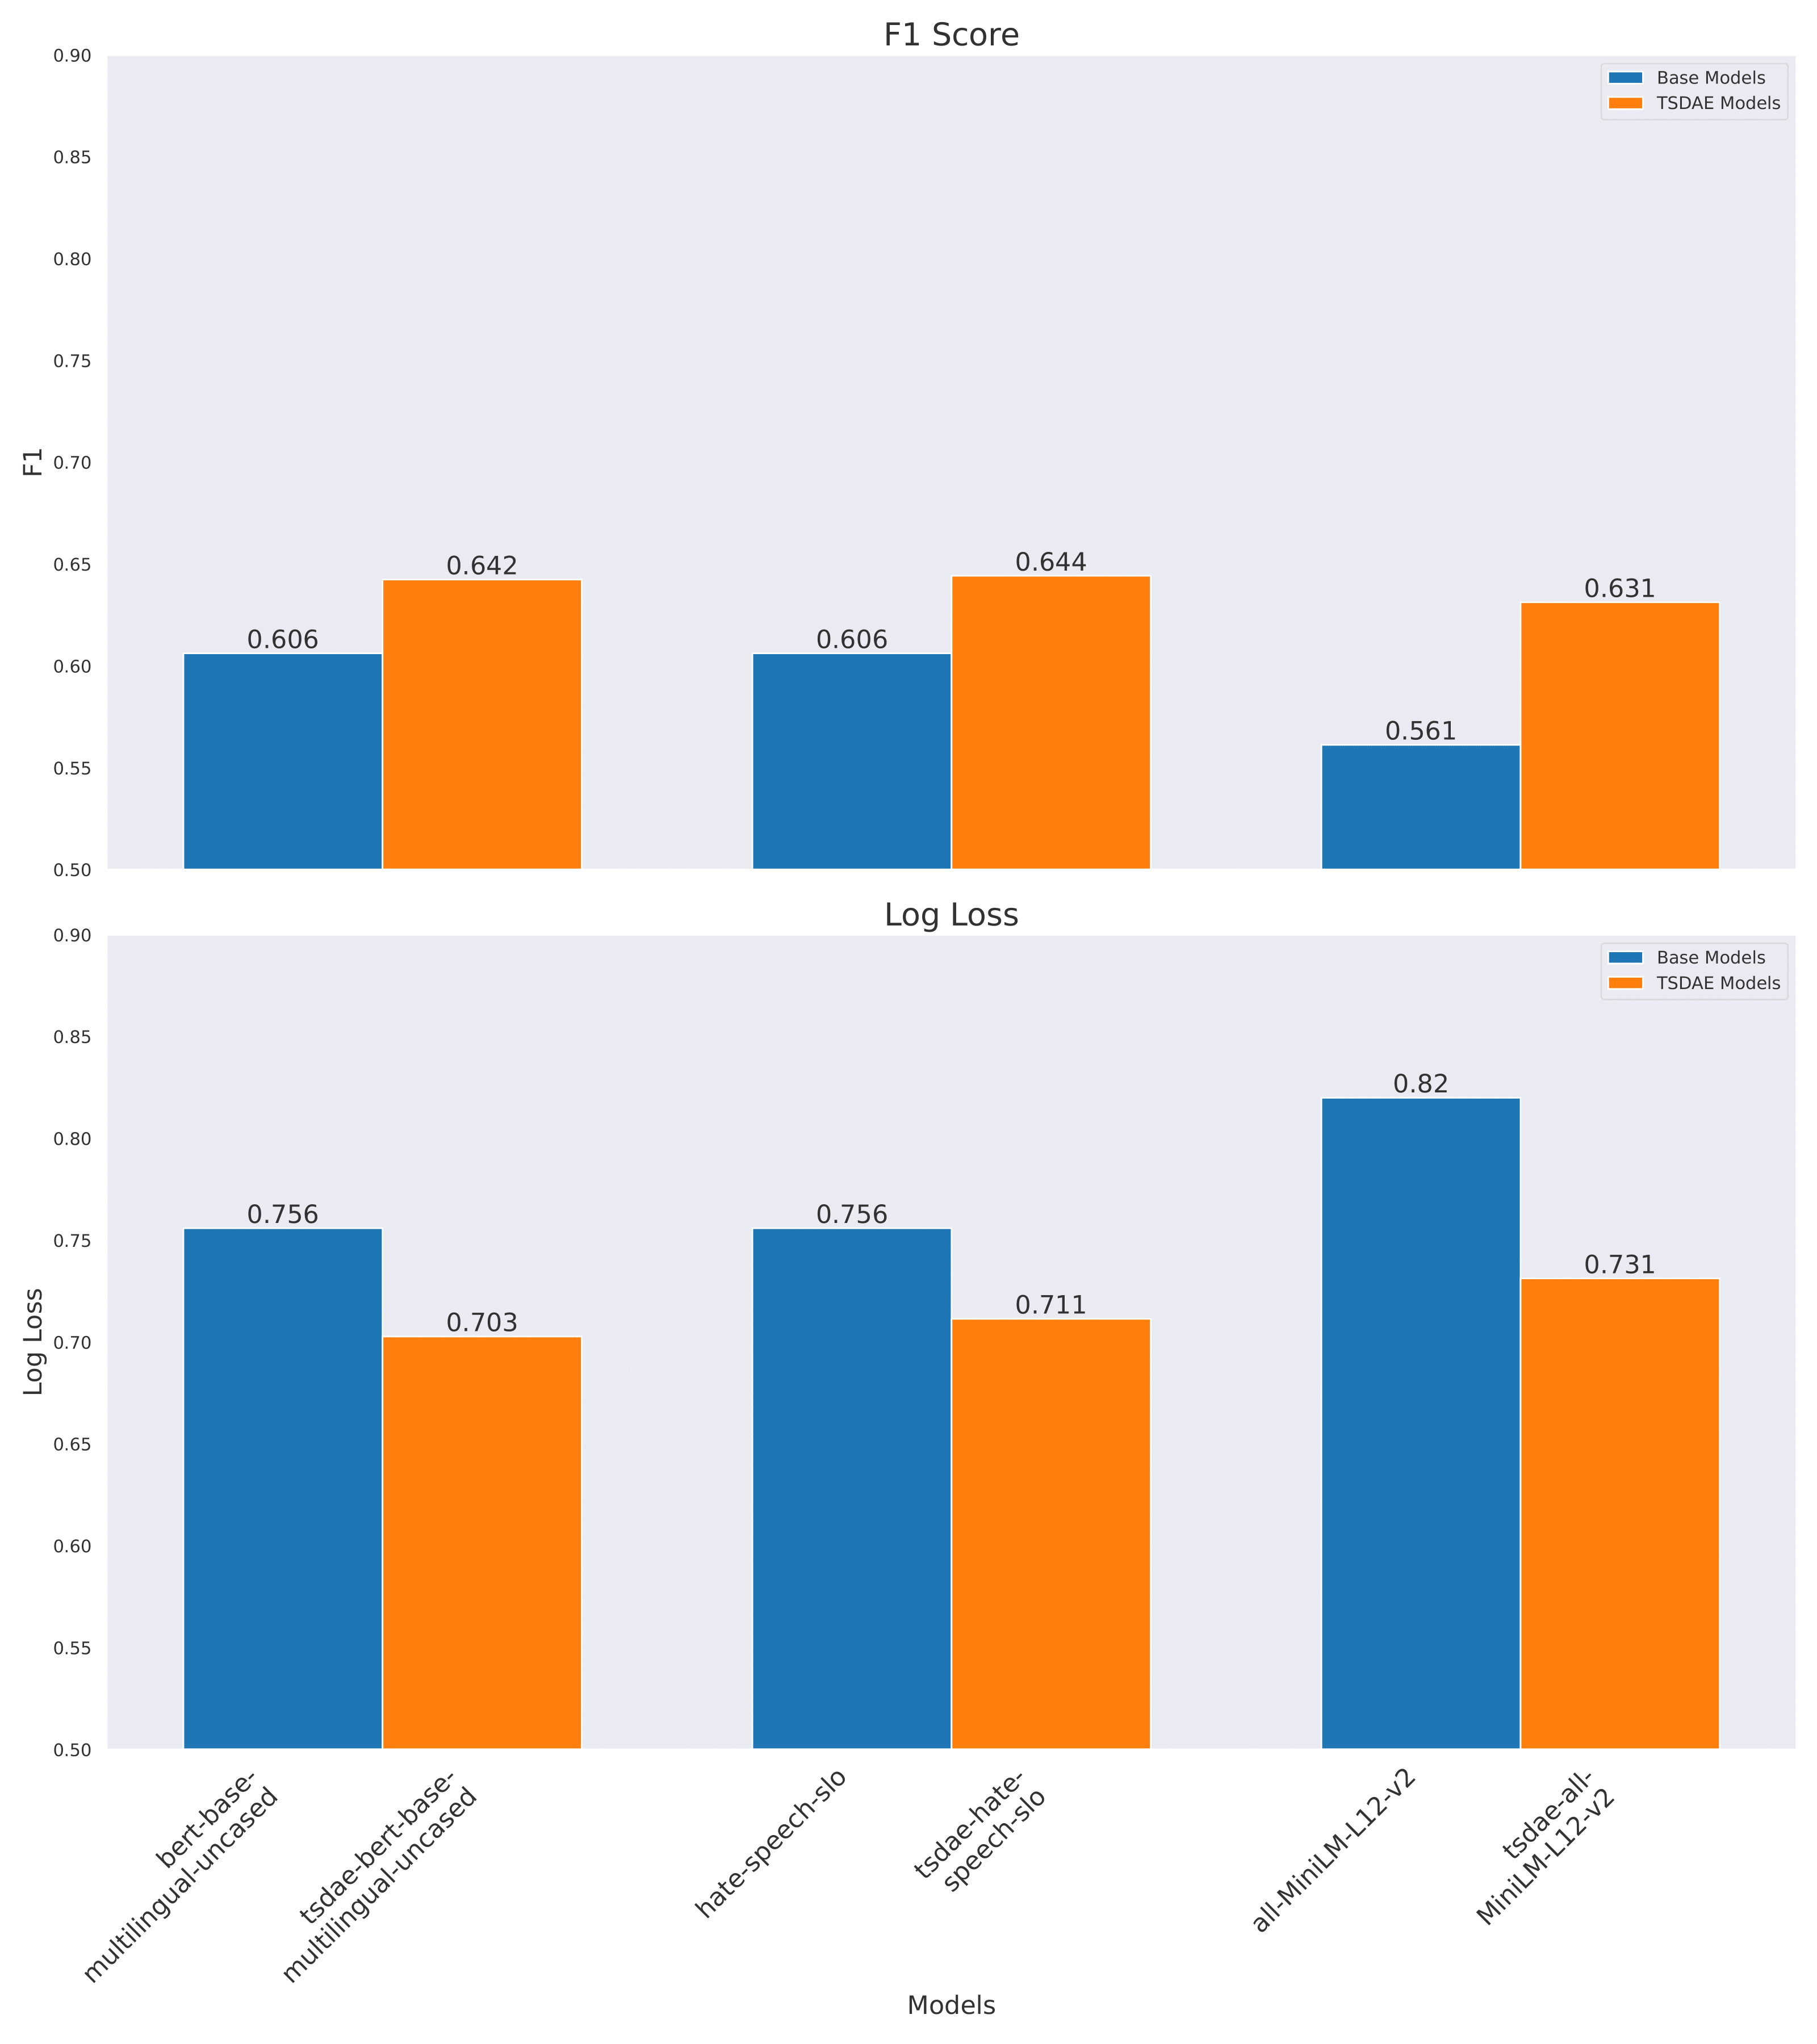 F1 Score
0.90
0.85
0.80
0.75
0.70
0.65
0.60
0.55
0.50
F1
Base Models
TSDAE Models
0.606
0.642
0.606
0.644
0.561
0.631
Log Loss
0.90
0.85
0.80
0.75
0.70
0.65
0.60
0.55
0.50
Log Loss
Base Models
TSDAE Models
0.756
0.703
0.756
0.711
0.82
0.731
bert-base-
multilingual-uncased
tsdae-bert-base-
multilingual-uncased
hate-speech-slo
tsdae-hate-
speech-slo
all-MiniLM-L12-v2
tsdae-all-
MiniLM-L12-v2
Models